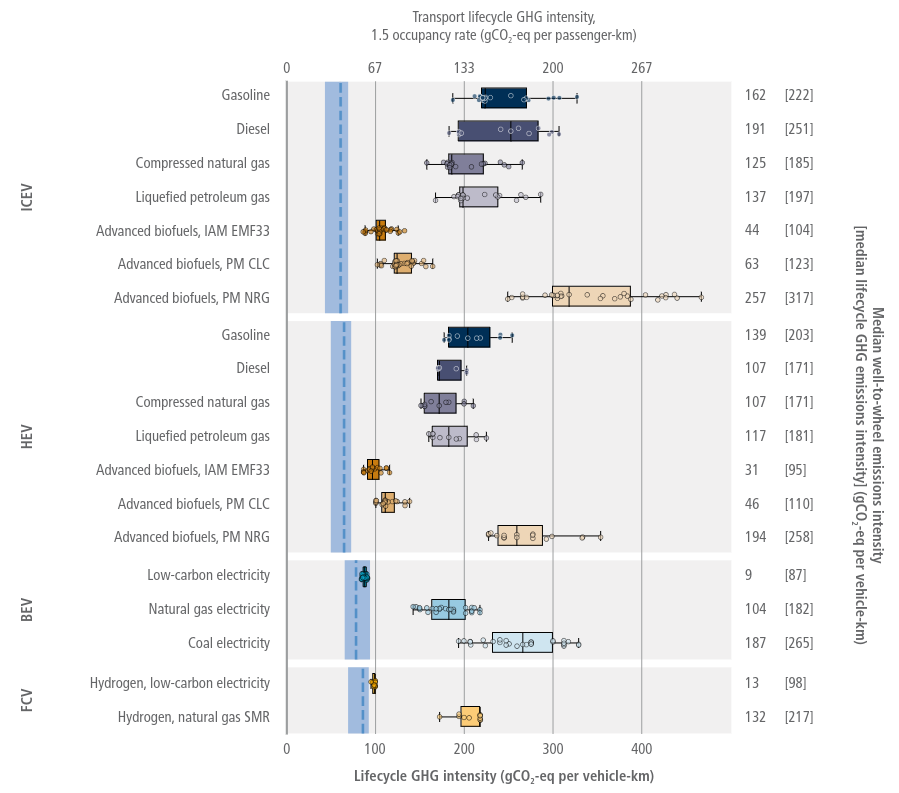 Transport lifecycle GHG intensity,
1.5 occupancy rate (gCO₂-eq per passenger-km)
0 67 133 200 267
ICEV
Gasoline 162 [222]
Diesel 191 [251]
Compressed natural gas 125 [185]
Liquefied petroleum gas 137 [197]
Advanced biofuels, IAM EMF33 44 [104]
Advanced biofuels, PM CLC 63 [123]
Advanced biofuels, PM NRG 257 [317]
HEV
Gasoline 139 [203]
Diesel 107 [171]
Compressed natural gas 107 [171]
Liquefied petroleum gas 117 [181]
Advanced biofuels, IAM EMF33 31 [95]
Advanced biofuels, PM CLC 46 [110]
Advanced biofuels, PM NRG 194 [258]
BEV
Low-carbon electricity 9 [87]
Natural gas electricity 104 [182]
Coal electricity 187 [265]
FCV
Hydrogen, low-carbon electricity 13 [98]
Hydrogen, natural gas SMR 132 [217]
0 100 200 300 400
Lifecycle GHG intensity (gCO₂-eq per vehicle-km)
Median well-to-wheel emissions intensity
[median lifecycle GHG emissions intensity] (gCO₂-eq per vehicle-km)